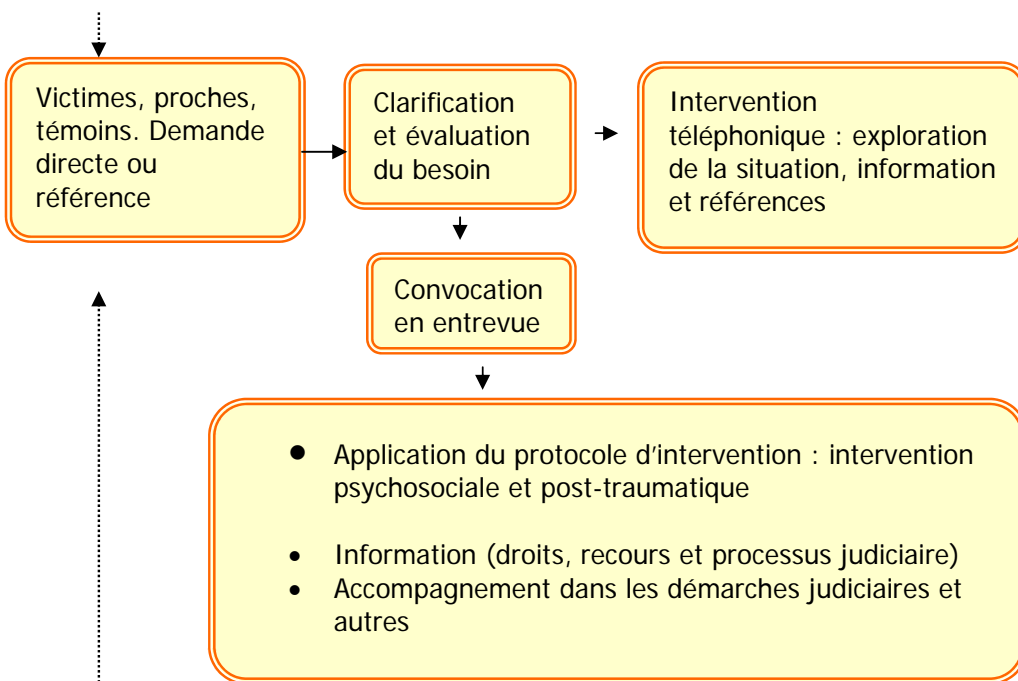 Victimes, proches,
témoins. Demande
directe ou
référence
Clarification
et évaluation
du besoin
Intervention
téléphonique : exploration
de la situation, information
et références
Convocation
en entrevue
• Application du protocole d'intervention : intervention
psychosociale et post-traumatique
• Information (droits, recours et processus judiciaire)
• Accompagnement dans les démarches judiciaires et
autres